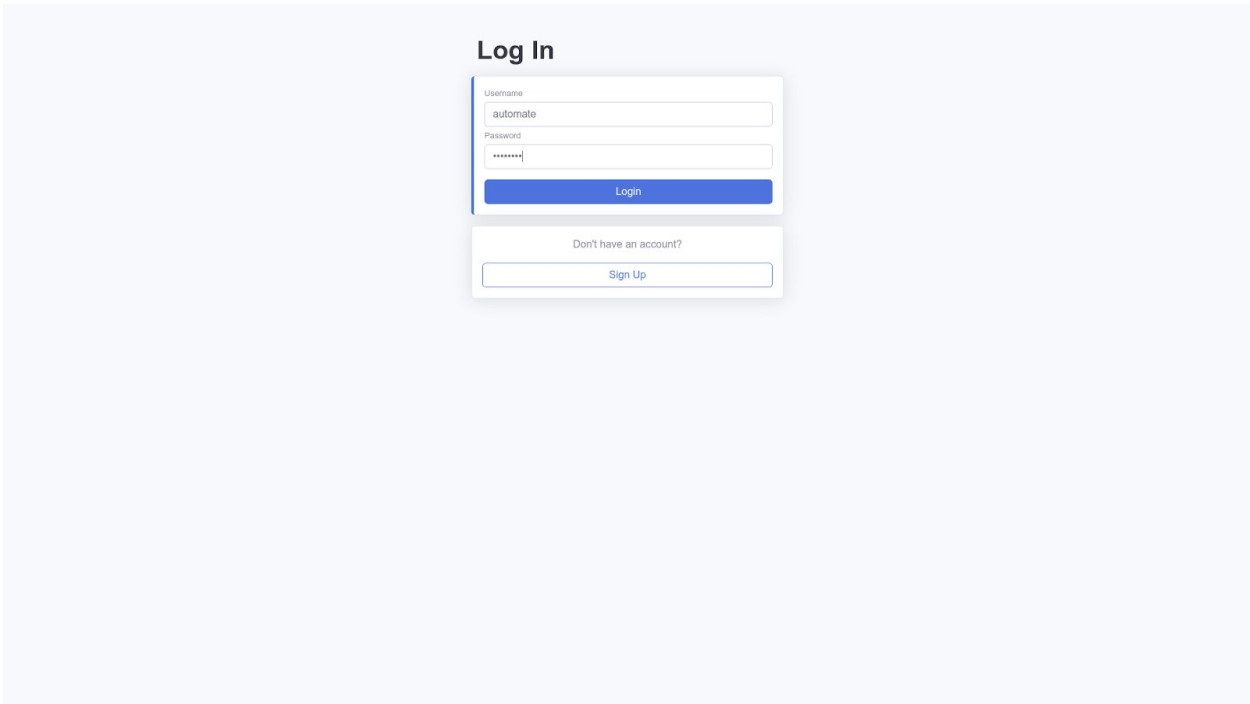 Log In
Username
automate
Password
••••••••
Login
Don't have an account?
Sign Up